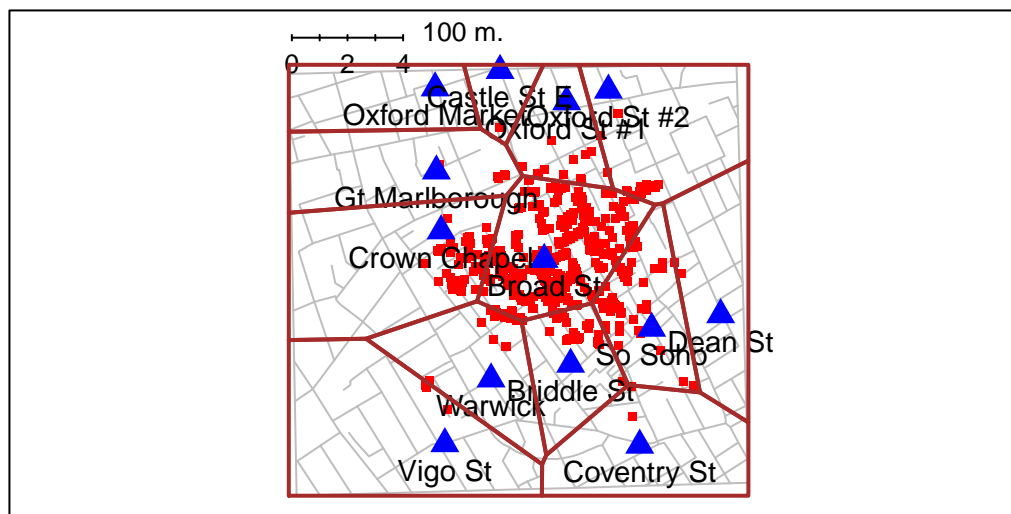 100 m.
0 2 4
Castle St E
Oxford Market
Oxford St #2
Oxford St #1
Gt Marlborough
Crown Chapel
Broad St
Dean St
So Soho
Briddle St
Warwick
Vigo St
Coventry St